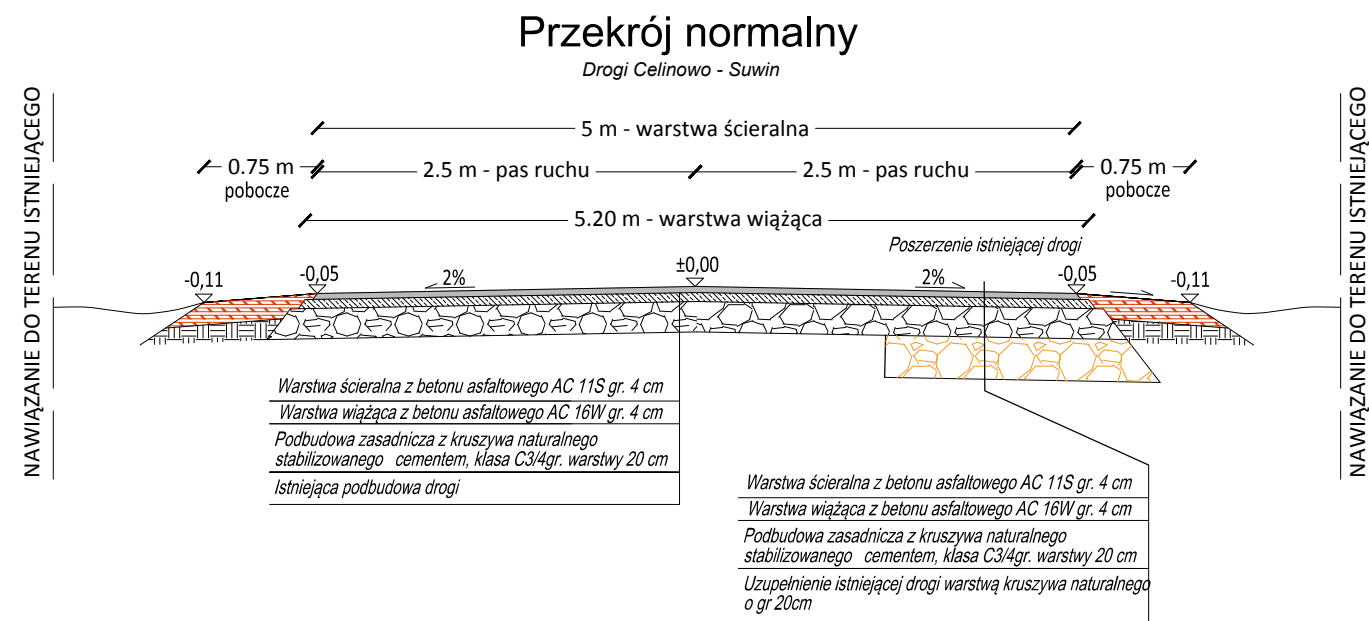 Przekrój normalny
Drogi Celinowo - Suwin
NAWIĄZANIE DO TERENU ISTNIEJĄCEGO
5 m - warstwa ścieralna
0.75 m
pobocze
2.5 m - pas ruchu
2.5 m - pas ruchu
0.75 m
pobocze
5.20 m - warstwa wiążąca
Poszerzenie istniejącej drogi
-0,11
-0,05
2%
±0,00
2%
-0,05
-0,11
Warstwa ścieralna z betonu asfaltowego AC 11S gr. 4 cm
Warstwa wiążąca z betonu asfaltowego AC 16W gr. 4 cm
Podbudowa zasadnicza z kruszywa naturalnego
stabilizowanego cementem, klasa C3/4gr. warstwy 20 cm
Istniejąca podbudowa drogi
Warstwa ścieralna z betonu asfaltowego AC 11S gr. 4 cm
Warstwa wiążąca z betonu asfaltowego AC 16W gr. 4 cm
Podbudowa zasadnicza z kruszywa naturalnego
stabilizowanego cementem, klasa C3/4gr. warstwy 20 cm
Uzupełnienie istniejącej drogi warstwą kruszywa naturalnego
o gr 20cm
NAWIĄZANIE DO TERENU ISTNIEJĄCEGO